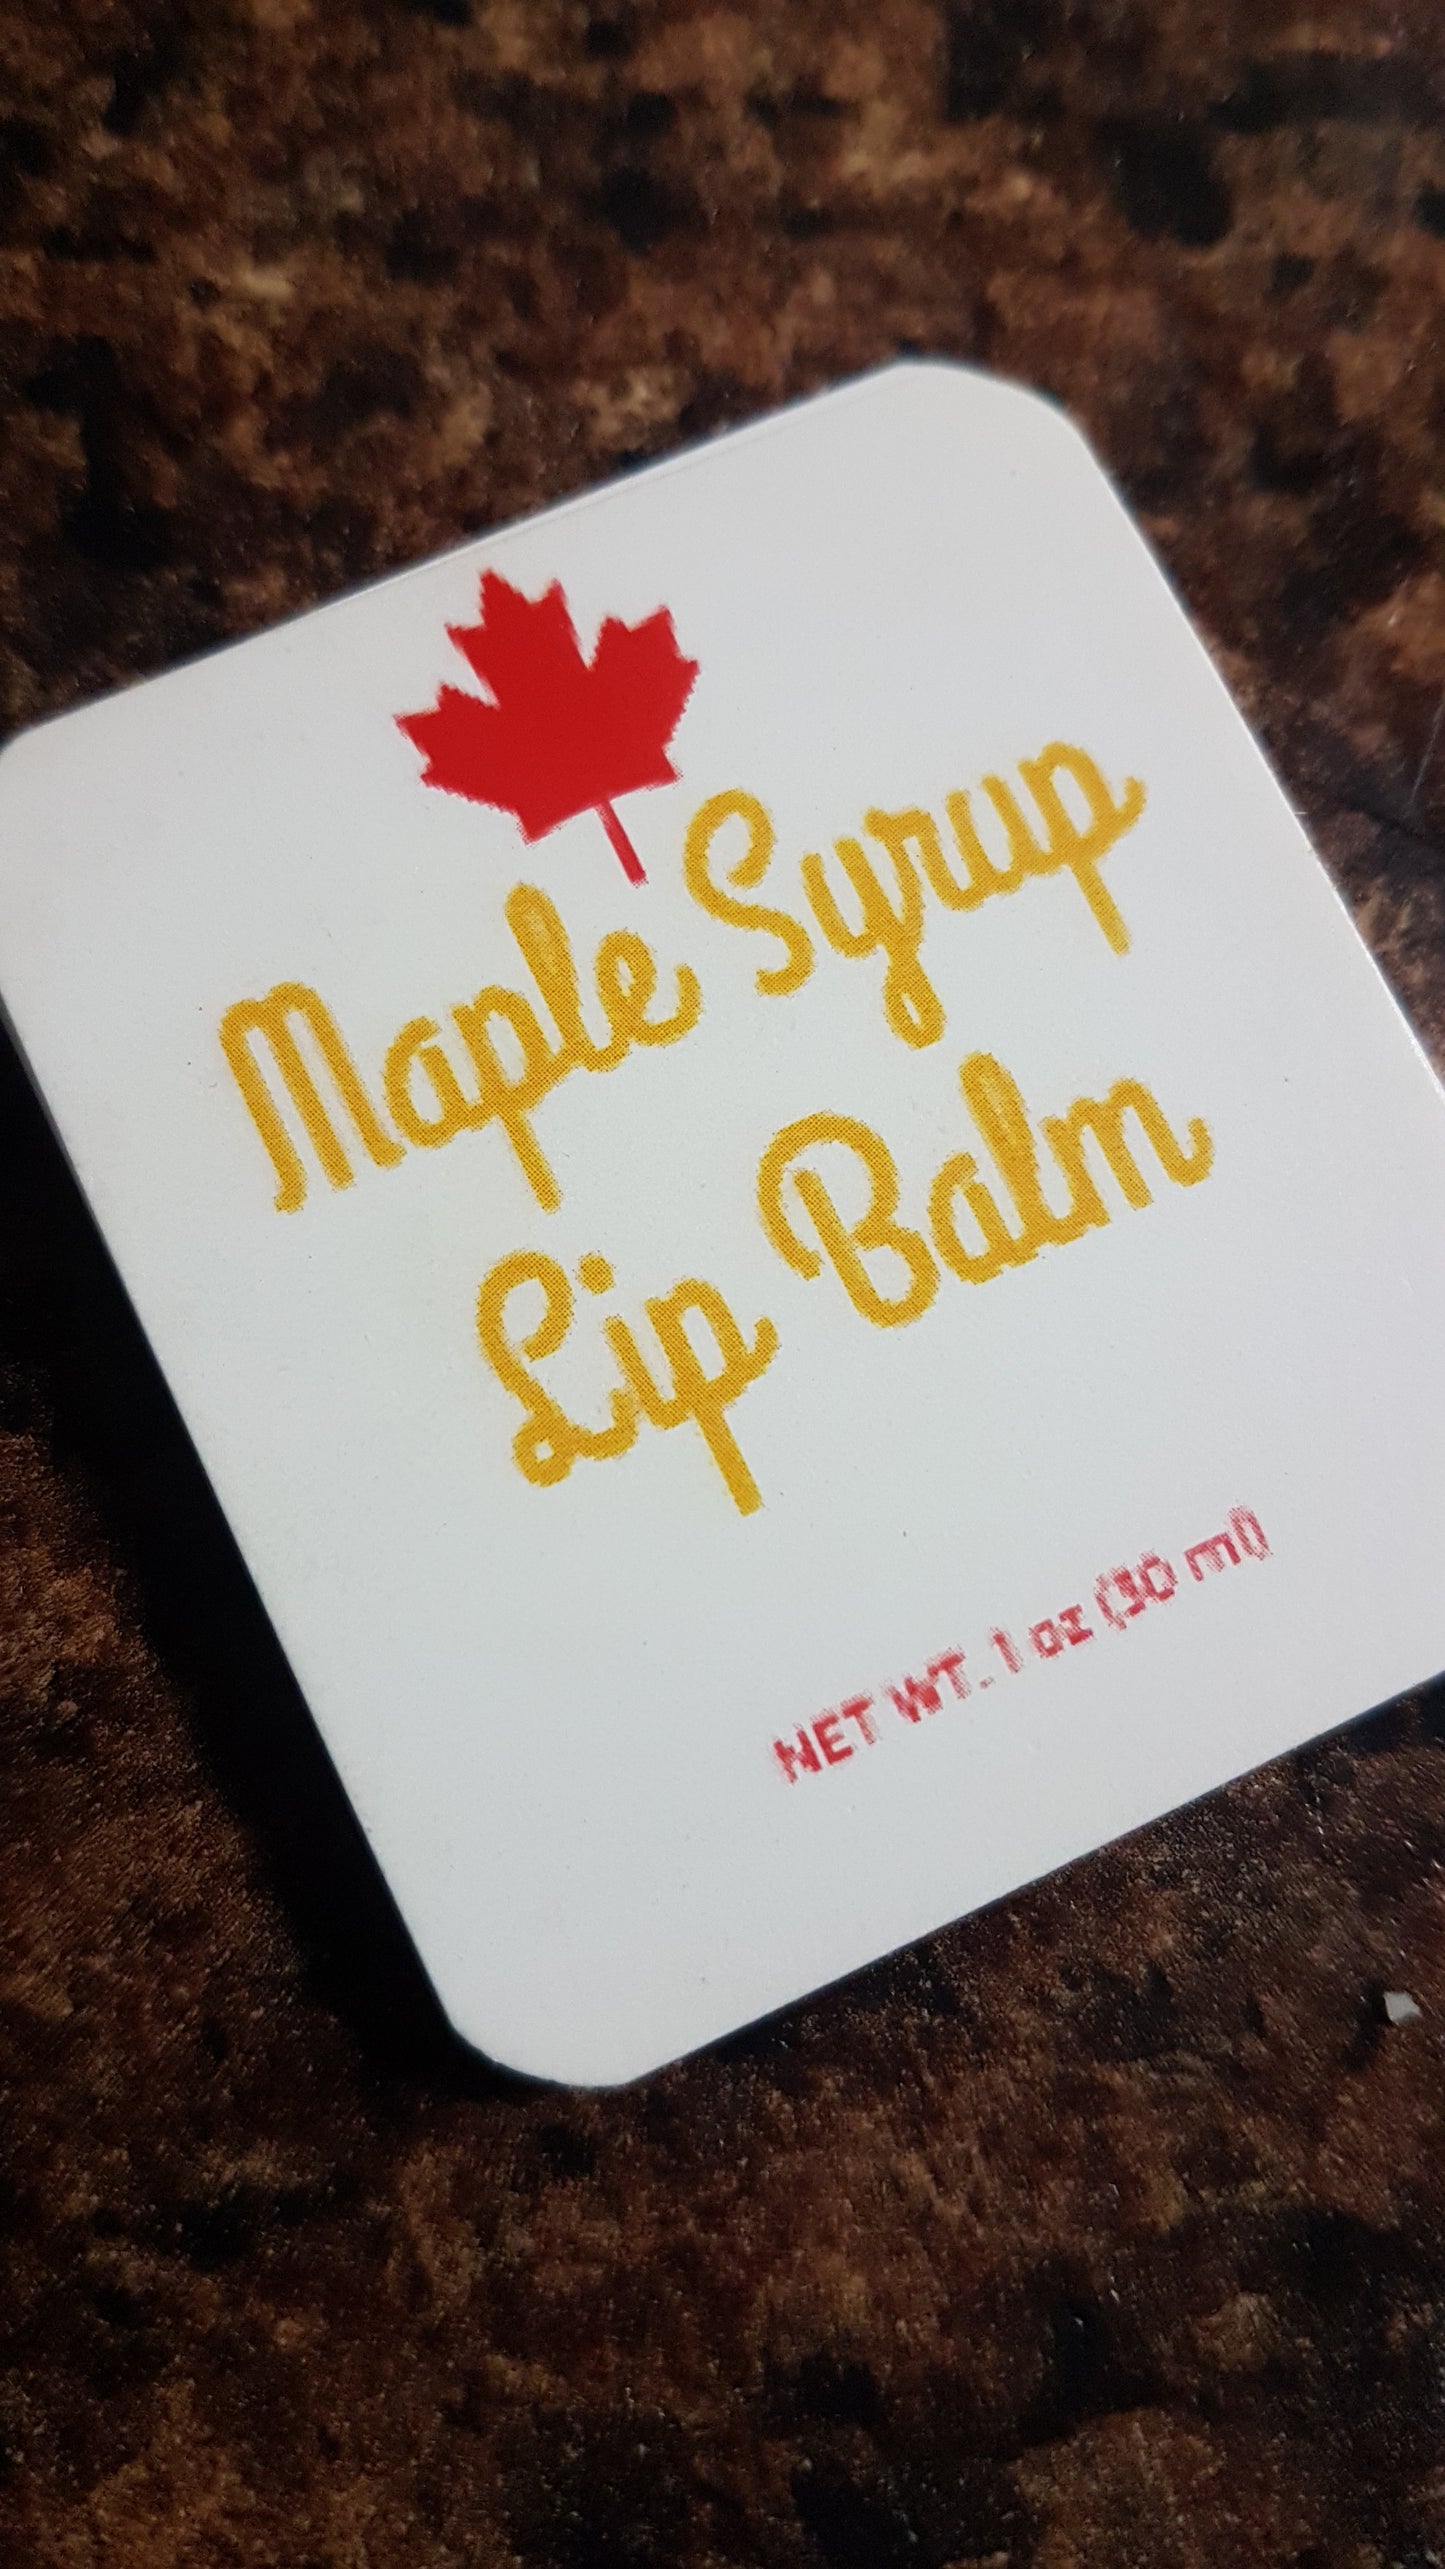 Maple Syrup
Lip Balm
NET WT. 1 oz (30 ml)